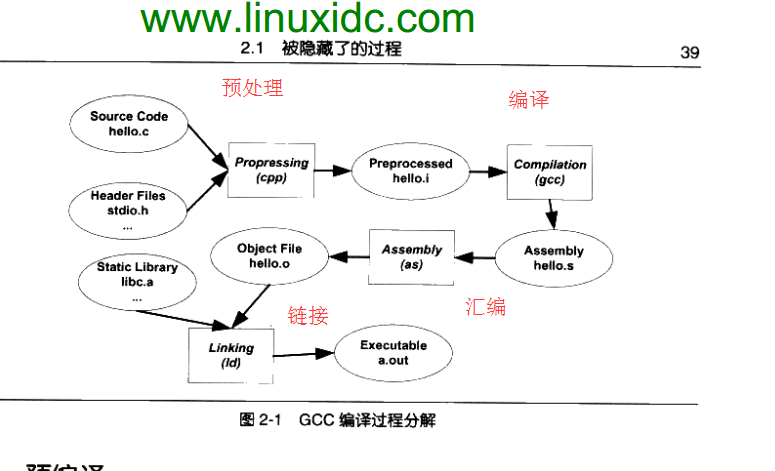 www.linuxidc.com
2.1 被隐藏了的过程
39
预处理
编译
Source Code
hello.c
Propressing
(cpp)
Preprocessed
hello.i
Compilation
(gcc)
Header Files
stdio.h
...
Object File
hello.o
Assembly
(as)
Assembly
hello.s
Static Library
libc.a
...
链接
汇编
Linking
(ld)
Executable
a.out
图 2-1 GCC 编译过程分解